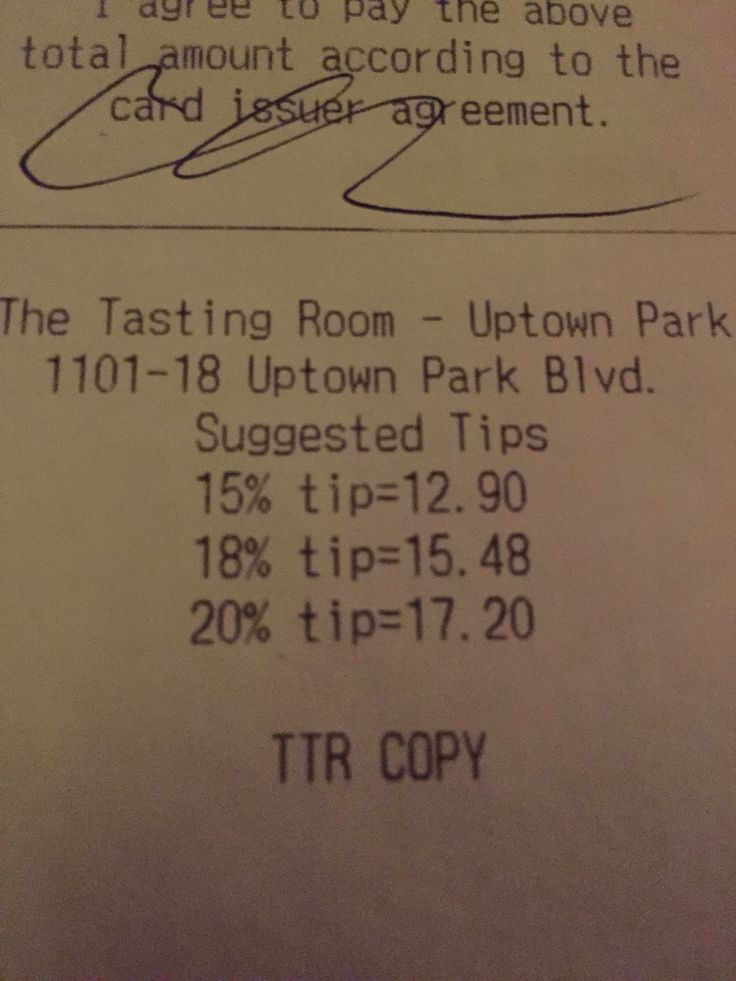 I agree to pay the above
total amount according to the
card issuer agreement.
The Tasting Room - Uptown Park
1101-18 Uptown Park Blvd.
Suggested Tips
15% tip=12.90
18% tip=15.48
20% tip=17.20
TTR COPY